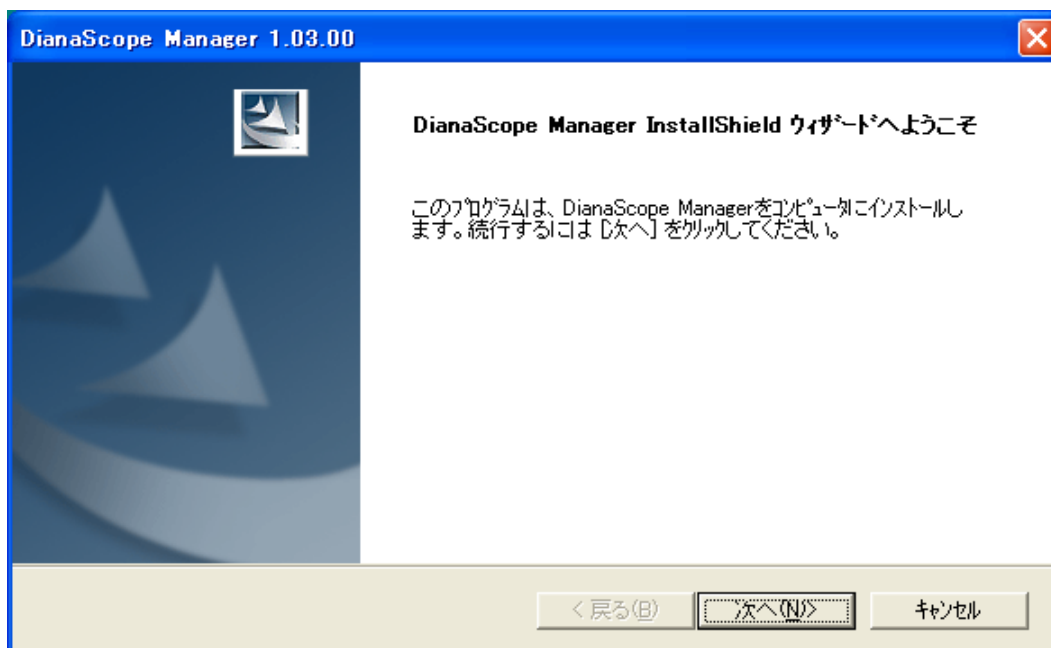 DianaScope Manager 1.03.00
DianaScope Manager InstallShield ウィザードへようこそ
このプログラムは、DianaScope Managerをコンピュータにインストールし
ます。続行するには [次へ] をクリックしてください。
< 戻る(B)
次へ(N)>
キャンセル